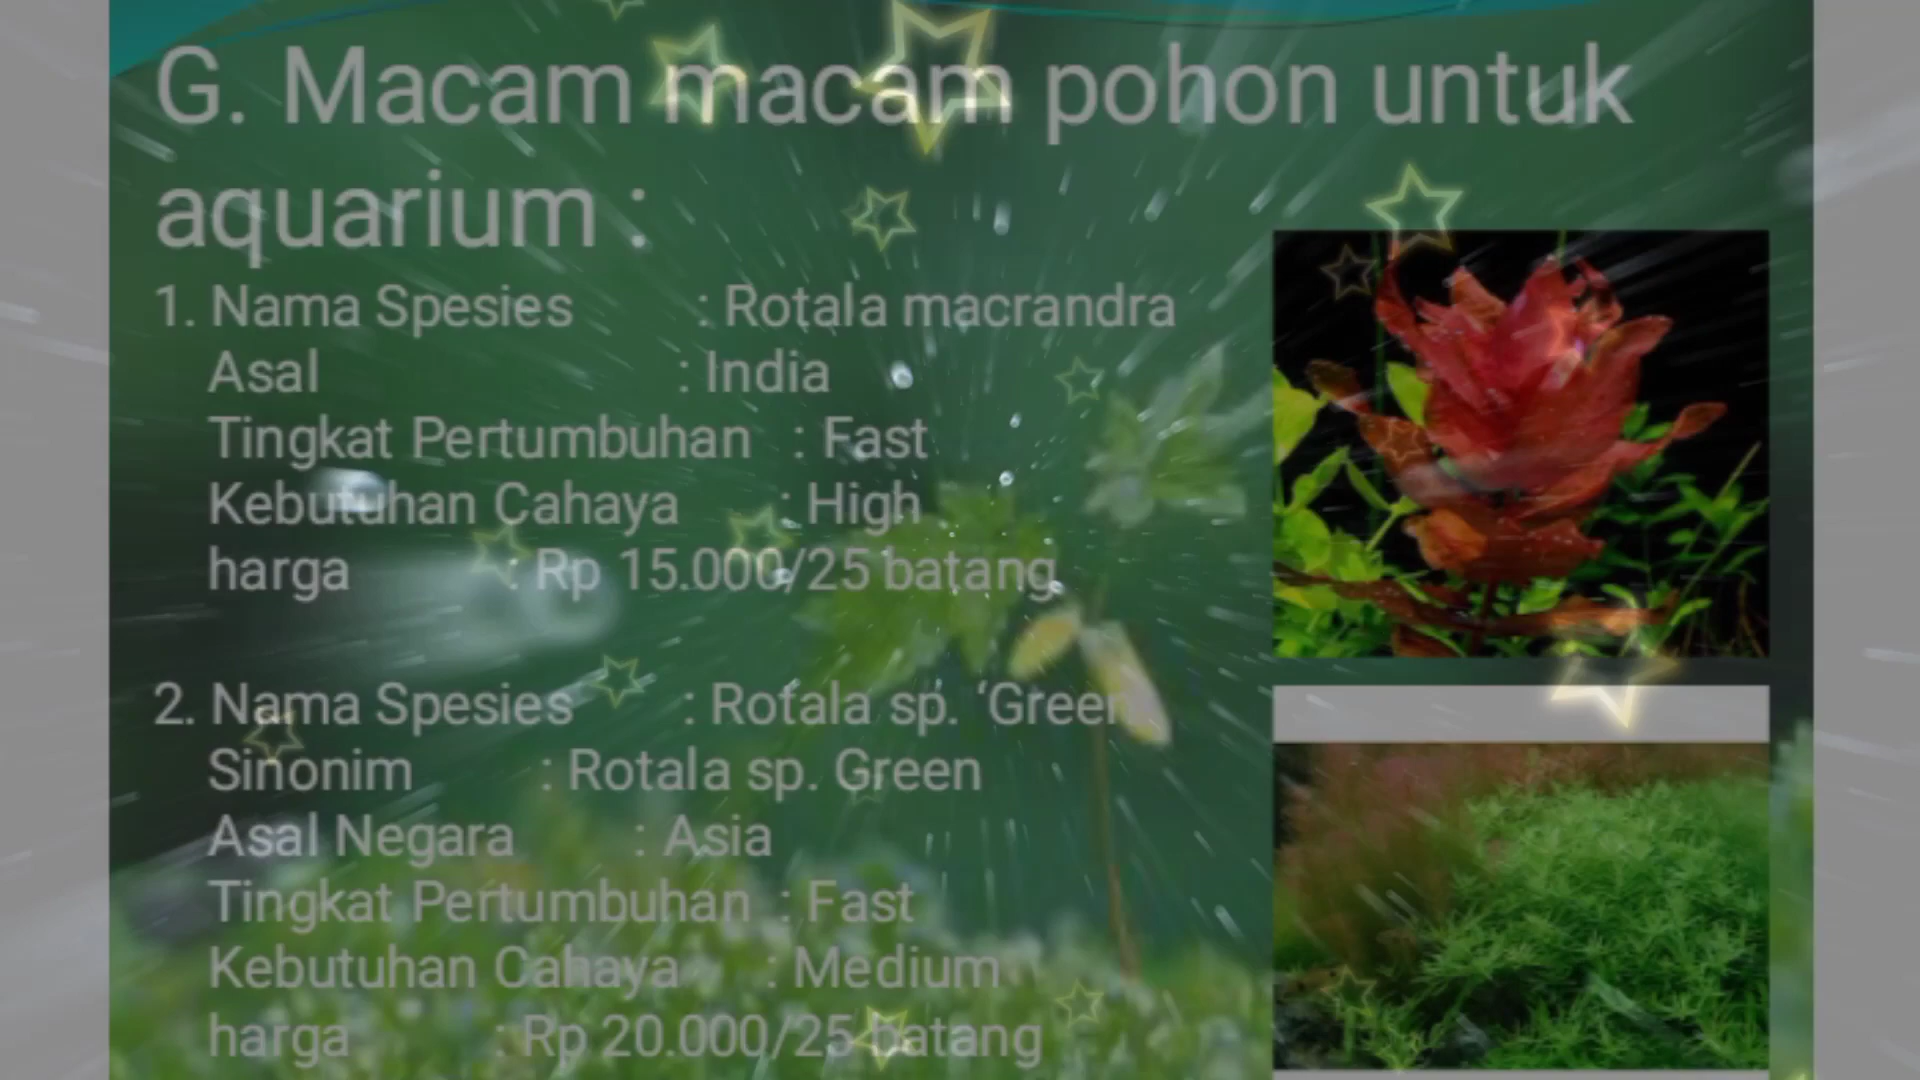 G. Macam macam pohon untuk
aquarium :
1. Nama Spesies : Rotala macrandra
Asal : India
Tingkat Pertumbuhan : Fast
Kebutuhan Cahaya : High
harga : Rp 15.000/25 batang
2. Nama Spesies : Rotala sp. ‘Green
Sinonim : Rotala sp. Green
Asal Negara : Asia
Tingkat Pertumbuhan : Fast
Kebutuhan Cahaya : Medium
harga : Rp 20.000/25 batang